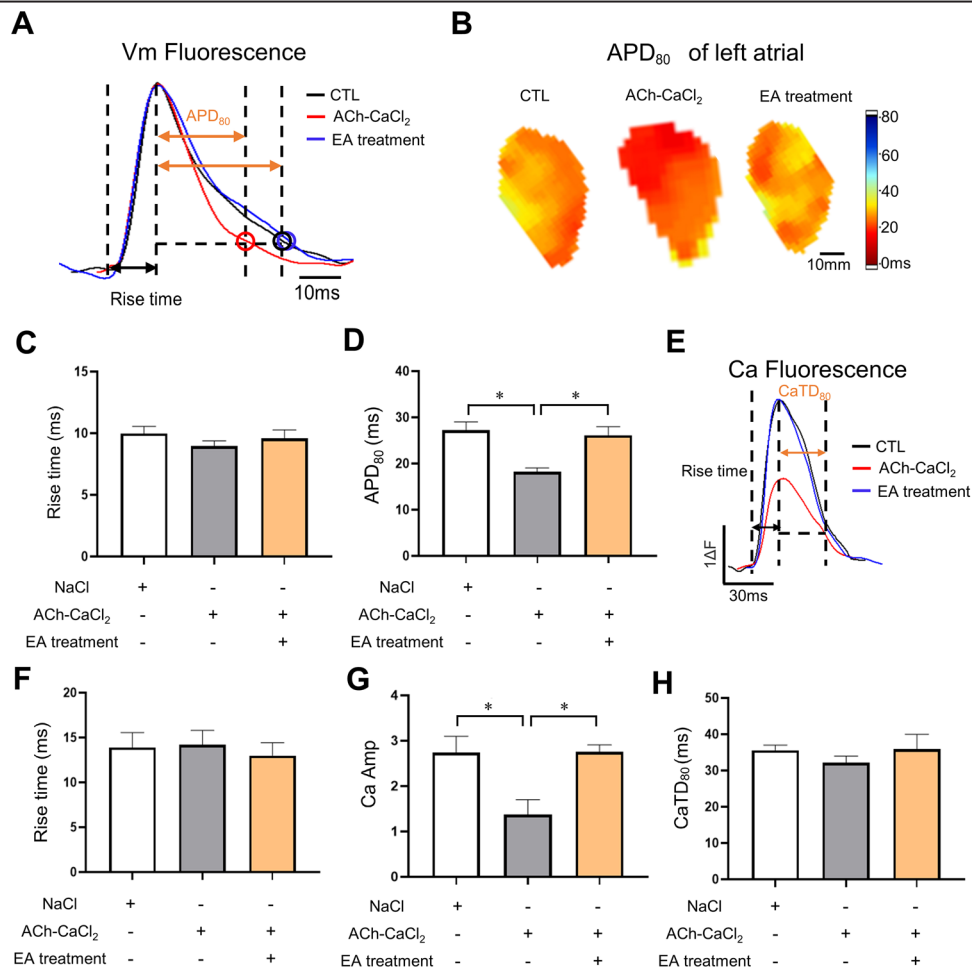 A
Vm Fluorescence
APD80
CTL
ACh-CaCl2
EA treatment
Rise time
10ms
B
APD80 of left atrial
CTL
ACh-CaCl2
EA treatment
80
60
40
20
0ms
10mm
C
Rise time (ms)
15
10
5
0
NaCl + - -
ACh-CaCl2 - + +
EA treatment - - +
D
APD80 (ms)
40
30
20
10
0
* *
NaCl + - -
ACh-CaCl2 - + +
EA treatment - - +
E
Ca Fluorescence
CaTD80
Rise time
CTL
ACh-CaCl2
EA treatment
1ΔF
30ms
F
Rise time (ms)
20
15
10
5
0
NaCl + - -
ACh-CaCl2 - + +
EA treatment - - +
G
Ca Amp
4
3
2
1
0
* *
NaCl + - -
ACh-CaCl2 - + +
EA treatment - - +
H
CaTD80 (ms)
50
40
30
20
10
0
NaCl + - -
ACh-CaCl2 - + +
EA treatment - - +